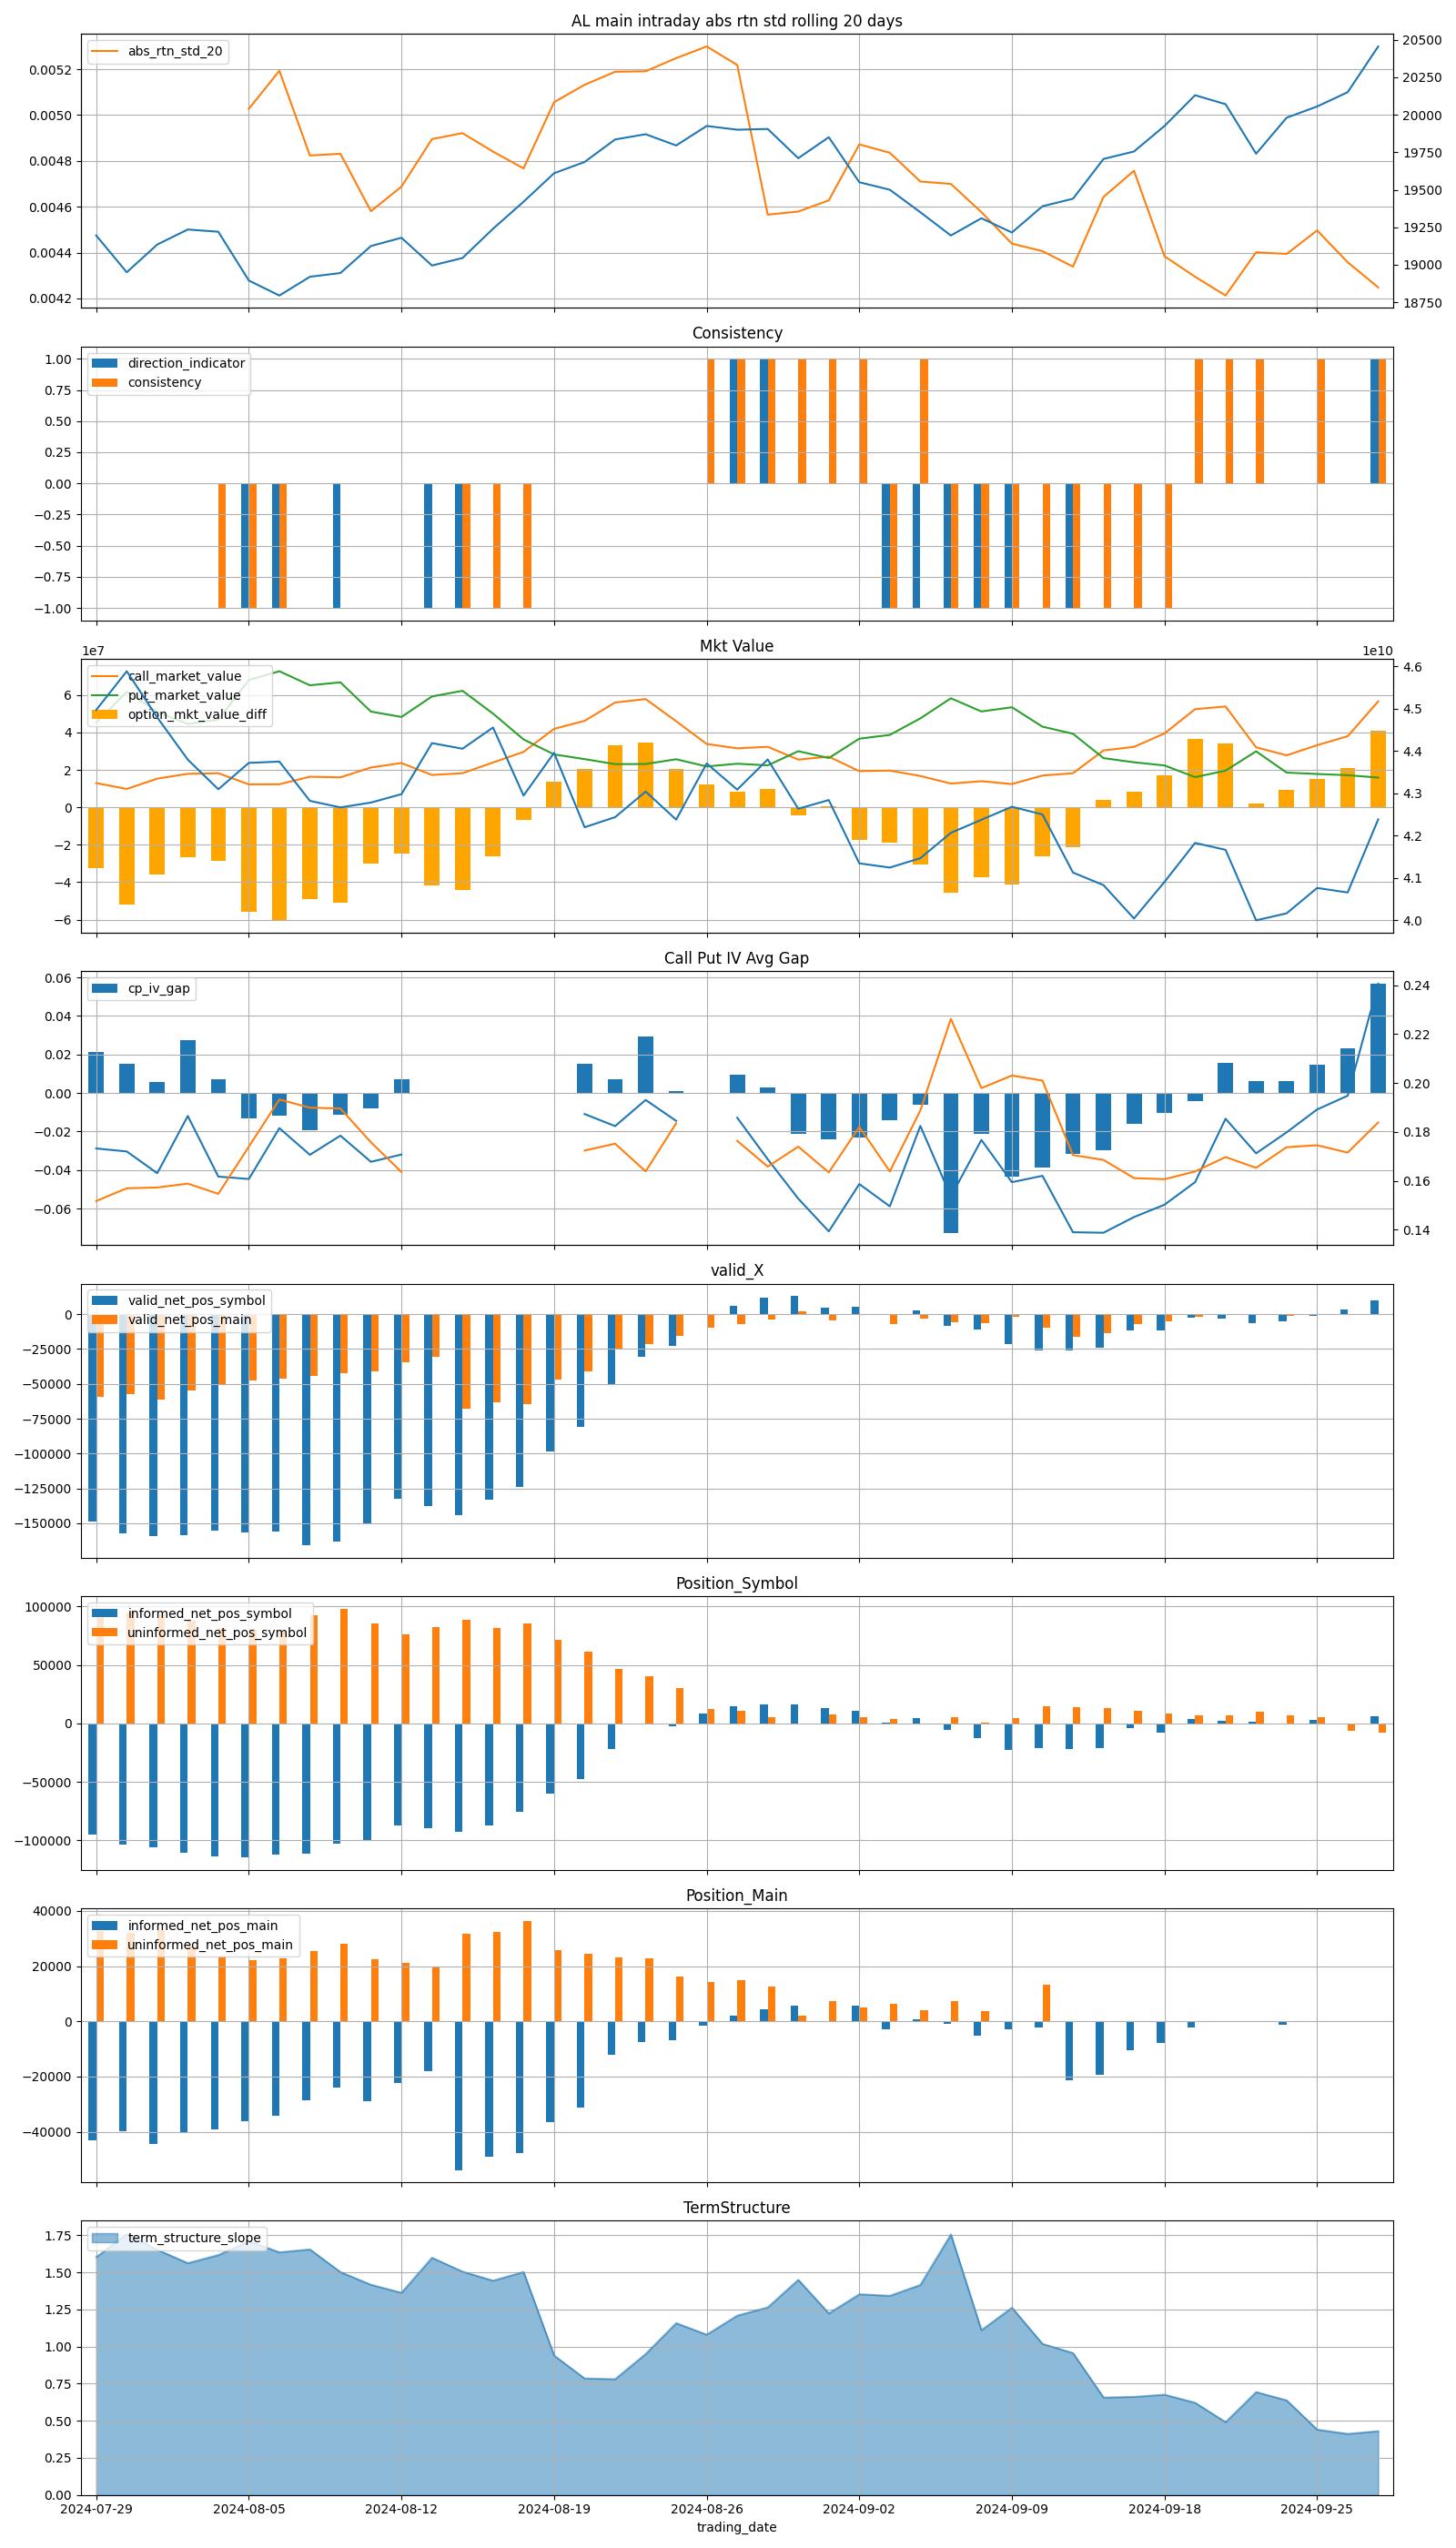 AL main intraday abs rtn std rolling 20 days
abs_rtn_std_20
0.0052
0.0050
0.0048
0.0046
0.0044
0.0042
20500
20250
20000
19750
19500
19250
19000
18750
Consistency
direction_indicator
consistency
1.00
0.75
0.50
0.25
0.00
−0.25
−0.50
−0.75
−1.00
Mkt Value
1e7
1e10
call_market_value
put_market_value
option_mkt_value_diff
6
4
2
0
−2
−4
−6
4.6
4.5
4.4
4.3
4.2
4.1
4.0
Call Put IV Avg Gap
cp_iv_gap
0.06
0.04
0.02
0.00
−0.02
−0.04
−0.06
0.24
0.22
0.20
0.18
0.16
0.14
valid_X
valid_net_pos_symbol
valid_net_pos_main
0
−25000
−50000
−75000
−100000
−125000
−150000
Position_Symbol
informed_net_pos_symbol
uninformed_net_pos_symbol
100000
50000
0
−50000
−100000
Position_Main
informed_net_pos_main
uninformed_net_pos_main
40000
20000
0
−20000
−40000
TermStructure
term_structure_slope
1.75
1.50
1.25
1.00
0.75
0.50
0.25
0.00
2024-07-29 2024-08-05 2024-08-12 2024-08-19 2024-08-26 2024-09-02 2024-09-09 2024-09-18 2024-09-25
trading_date